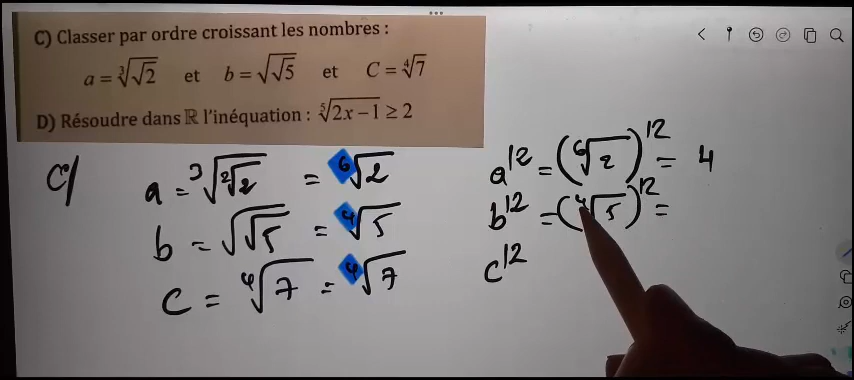 C) Classer par ordre croissant les nombres :
a = ∛√2 et b = √√5 et C = ∜7
D) Résoudre dans ℝ l'inéquation : ⁵√(2x − 1) ≥ 2
C/
a = ³√(²√2) = ⁶√2
b = √√5 = ⁴√5
c = ⁴√7 = ⁴√7
a¹² = (⁶√2)¹² = 4
b¹² = (⁴√5)¹² =
c¹²